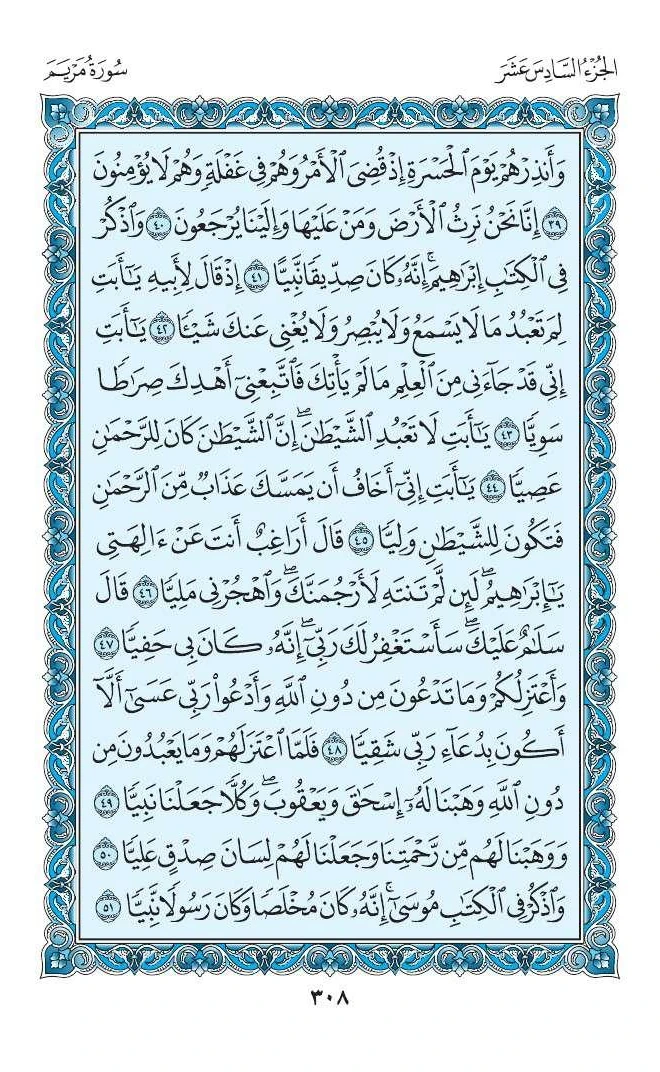 الجُزْءُ السَّادِسَ عَشَرَ
سُورَةُ مَرْيَمَ
وَأَنذِرْهُمْ يَوْمَ ٱلْحَسْرَةِ إِذْ قُضِىَ ٱلْأَمْرُ وَهُمْ فِى غَفْلَةٍ وَهُمْ لَا يُؤْمِنُونَ
٣٩ إِنَّا نَحْنُ نَرِثُ ٱلْأَرْضَ وَمَنْ عَلَيْهَا وَإِلَيْنَا يُرْجَعُونَ ٤٠ وَٱذْكُرْ
فِى ٱلْكِتَٰبِ إِبْرَٰهِيمَ ۚ إِنَّهُۥ كَانَ صِدِّيقًا نَّبِيًّا ٤١ إِذْ قَالَ لِأَبِيهِ يَٰٓأَبَتِ
لِمَ تَعْبُدُ مَا لَا يَسْمَعُ وَلَا يُبْصِرُ وَلَا يُغْنِى عَنكَ شَيْـًٔا ٤٢ يَٰٓأَبَتِ
إِنِّى قَدْ جَآءَنِى مِنَ ٱلْعِلْمِ مَا لَمْ يَأْتِكَ فَٱتَّبِعْنِىٓ أَهْدِكَ صِرَٰطًا
سَوِيًّا ٤٣ يَٰٓأَبَتِ لَا تَعْبُدِ ٱلشَّيْطَٰنَ ۖ إِنَّ ٱلشَّيْطَٰنَ كَانَ لِلرَّحْمَٰنِ
عَصِيًّا ٤٤ يَٰٓأَبَتِ إِنِّىٓ أَخَافُ أَن يَمَسَّكَ عَذَابٌ مِّنَ ٱلرَّحْمَٰنِ
فَتَكُونَ لِلشَّيْطَٰنِ وَلِيًّا ٤٥ قَالَ أَرَاغِبٌ أَنتَ عَنْ ءَالِهَتِى
يَٰٓإِبْرَٰهِيمُ ۖ لَئِن لَّمْ تَنتَهِ لَأَرْجُمَنَّكَ ۖ وَٱهْجُرْنِى مَلِيًّا ٤٦ قَالَ
سَلَٰمٌ عَلَيْكَ ۖ سَأَسْتَغْفِرُ لَكَ رَبِّىٓ ۖ إِنَّهُۥ كَانَ بِى حَفِيًّا ٤٧
وَأَعْتَزِلُكُمْ وَمَا تَدْعُونَ مِن دُونِ ٱللَّهِ وَأَدْعُوا۟ رَبِّى عَسَىٰٓ أَلَّآ
أَكُونَ بِدُعَآءِ رَبِّى شَقِيًّا ٤٨ فَلَمَّا ٱعْتَزَلَهُمْ وَمَا يَعْبُدُونَ مِن
دُونِ ٱللَّهِ وَهَبْنَا لَهُۥٓ إِسْحَٰقَ وَيَعْقُوبَ ۖ وَكُلًّا جَعَلْنَا نَبِيًّا ٤٩
وَوَهَبْنَا لَهُم مِّن رَّحْمَتِنَا وَجَعَلْنَا لَهُمْ لِسَانَ صِدْقٍ عَلِيًّا ٥٠
وَٱذْكُرْ فِى ٱلْكِتَٰبِ مُوسَىٰٓ ۚ إِنَّهُۥ كَانَ مُخْلَصًا وَكَانَ رَسُولًا نَّبِيًّا ٥١
٣٠٨